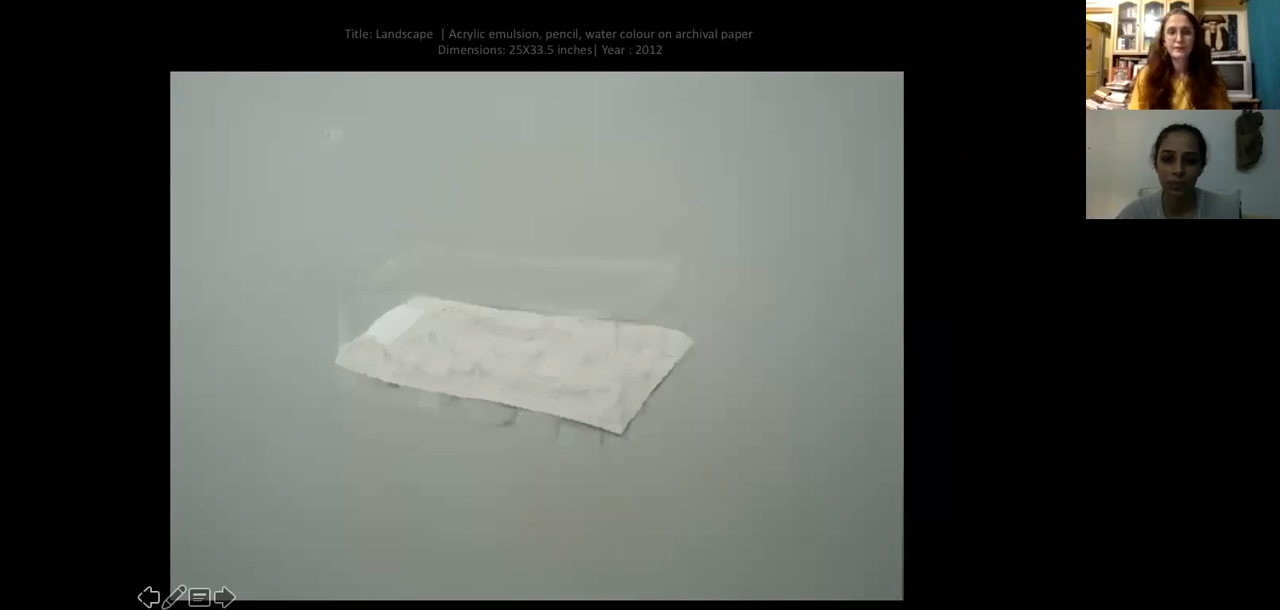 Title: Landscape | Acrylic emulsion, pencil, water colour on archival paper
Dimensions: 25X33.5 inches| Year : 2012